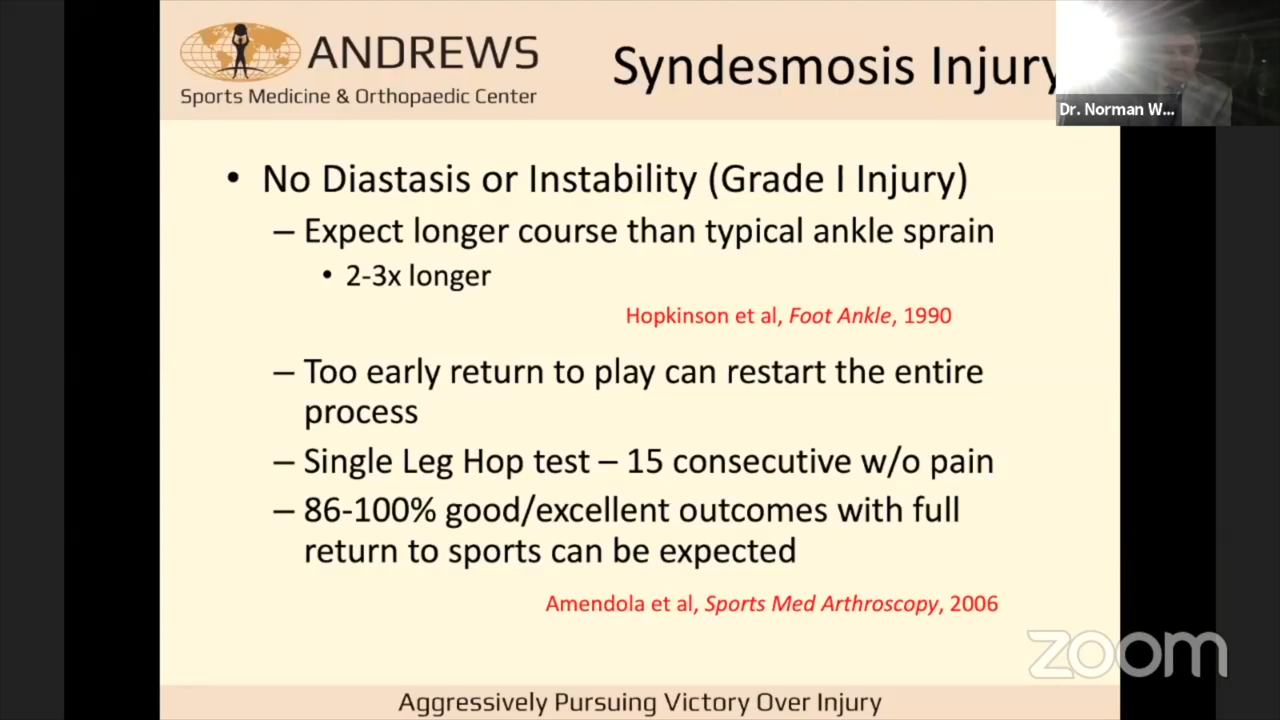 ANDREWS
Sports Medicine & Orthopaedic Center
Syndesmosis Injury
Dr. Norman W...
• No Diastasis or Instability (Grade I Injury)
– Expect longer course than typical ankle sprain
• 2-3x longer
Hopkinson et al, Foot Ankle, 1990
– Too early return to play can restart the entire
process
– Single Leg Hop test – 15 consecutive w/o pain
– 86-100% good/excellent outcomes with full
return to sports can be expected
Amendola et al, Sports Med Arthroscopy, 2006
zoom
Aggressively Pursuing Victory Over Injury